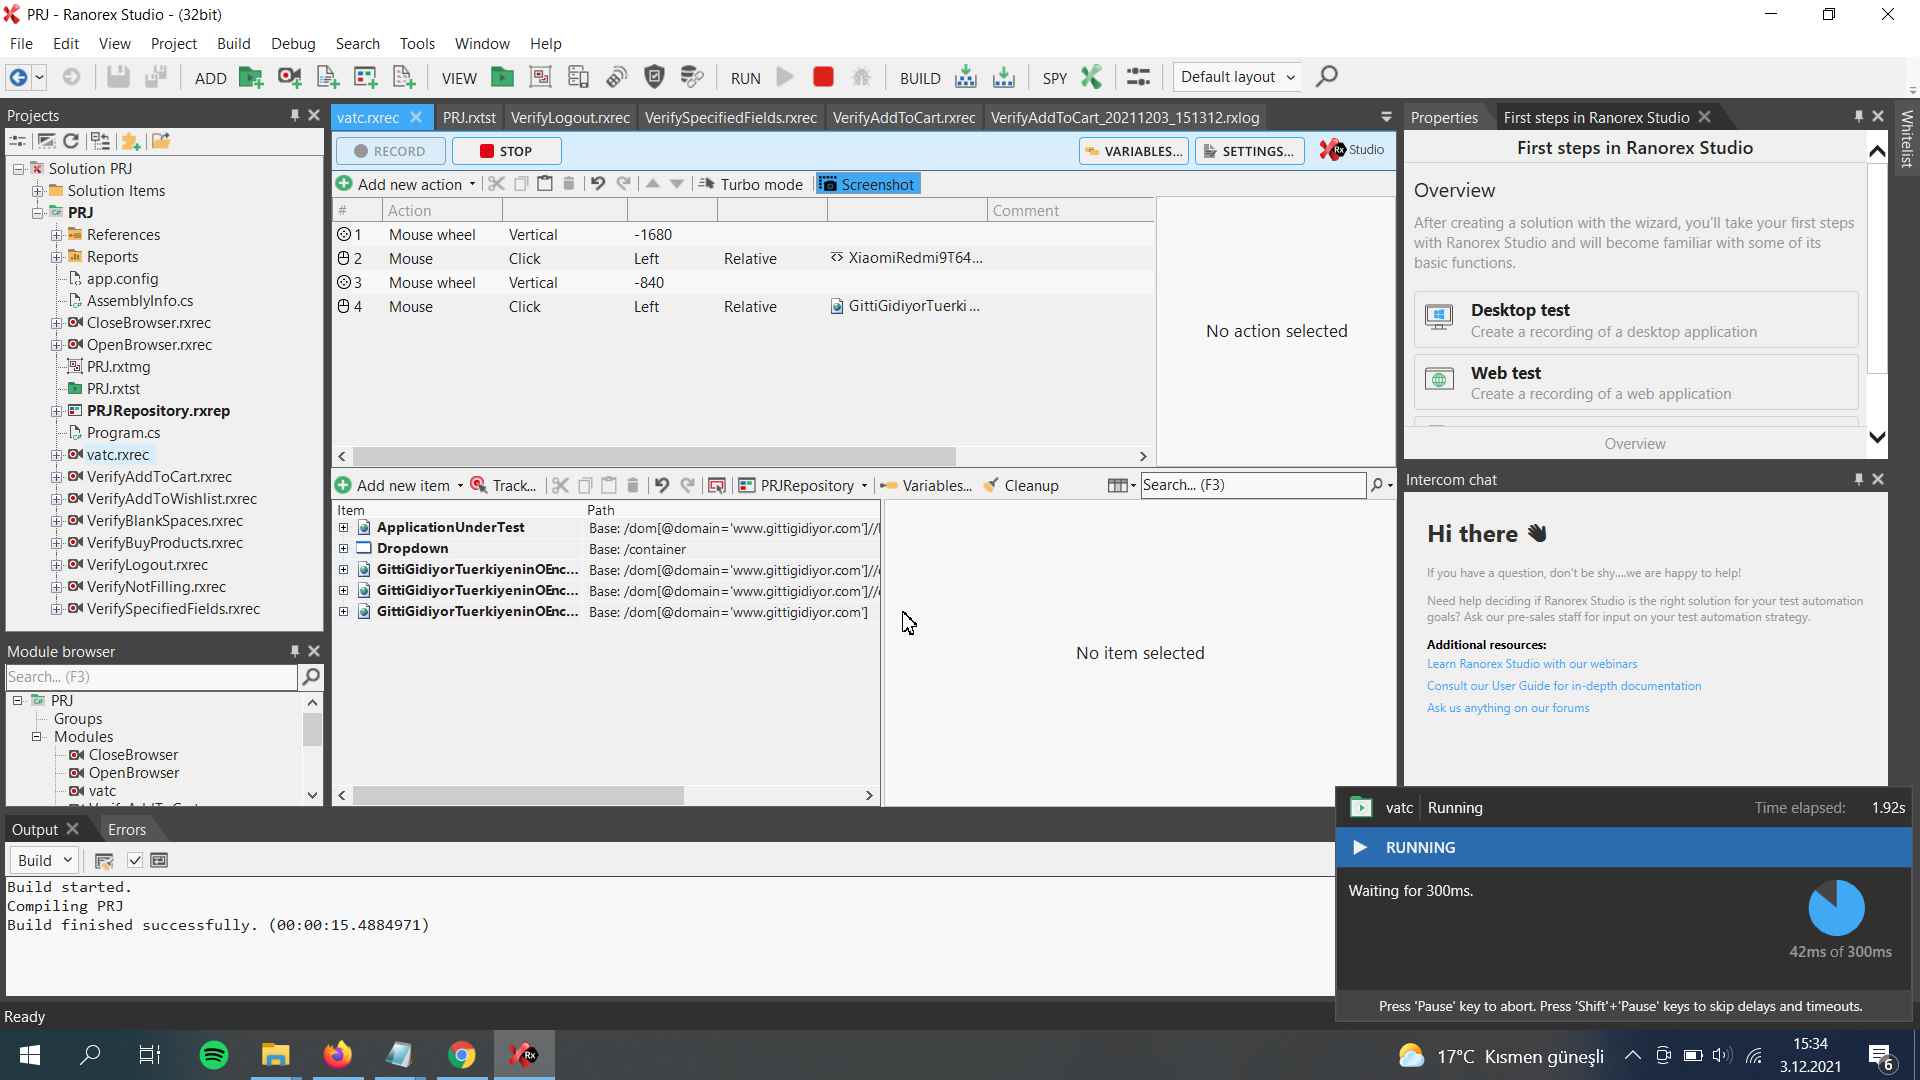 PRJ - Ranorex Studio - (32bit)
File Edit View Project Build Debug Search Tools Window Help
ADD VIEW RUN BUILD SPY Default layout
Projects
Solution PRJ
Solution Items
PRJ
References
Reports
app.config
AssemblyInfo.cs
CloseBrowser.rxrec
OpenBrowser.rxrec
PRJ.rxtmg
PRJ.rxtst
PRJRepository.rxrep
Program.cs
vatc.rxrec
VerifyAddToCart.rxrec
VerifyAddToWishlist.rxrec
VerifyBlankSpaces.rxrec
VerifyBuyProducts.rxrec
VerifyLogout.rxrec
VerifyNotFilling.rxrec
VerifySpecifiedFields.rxrec
Module browser
Search... (F3)
PRJ
Groups
Modules
CloseBrowser
OpenBrowser
vatc
vatc.rxrec PRJ.rxtst VerifyLogout.rxrec VerifySpecifiedFields.rxrec VerifyAddToCart.rxrec VerifyAddToCart_20211203_151312.rxlog
RECORD STOP VARIABLES... SETTINGS... Rx Studio
Add new action Turbo mode Screenshot
# Action Comment
1 Mouse wheel Vertical -1680
2 Mouse Click Left Relative XiaomiRedmi9T64...
3 Mouse wheel Vertical -840
4 Mouse Click Left Relative GittiGidiyorTuerki...
No action selected
Add new item Track... PRJRepository Variables... Cleanup Search... (F3)
Item Path
ApplicationUnderTest Base: /dom[@domain='www.gittigidiyor.com']//
Dropdown Base: /container
GittiGidiyorTuerkiyeninOEnc... Base: /dom[@domain='www.gittigidiyor.com']//
GittiGidiyorTuerkiyeninOEnc... Base: /dom[@domain='www.gittigidiyor.com']//
GittiGidiyorTuerkiyeninOEnc... Base: /dom[@domain='www.gittigidiyor.com']
No item selected
Properties First steps in Ranorex Studio
Whitelist
First steps in Ranorex Studio
Overview
After creating a solution with the wizard, you'll take your first steps
with Ranorex Studio and will become familiar with some of its
basic functions.
Desktop test
Create a recording of a desktop application
Web test
Create a recording of a web application
Overview
Intercom chat
Hi there
If you have a question, don't be shy....we are happy to help!
Need help deciding if Ranorex Studio is the right solution for your test automation
goals? Ask our pre-sales staff for input on your test automation strategy.
Additional resources:
Learn Ranorex Studio with our webinars
Consult our User Guide for in-depth documentation
Ask us anything on our forums
Output Errors
Build
Build started.
Compiling PRJ
Build finished successfully. (00:00:15.4884971)
vatc Running Time elapsed: 1.92s
RUNNING
Waiting for 300ms.
42ms of 300ms
Press 'Pause' key to abort. Press 'Shift'+'Pause' keys to skip delays and timeouts.
Ready
Rx
17°C Kısmen güneşli
15:34
3.12.2021
6